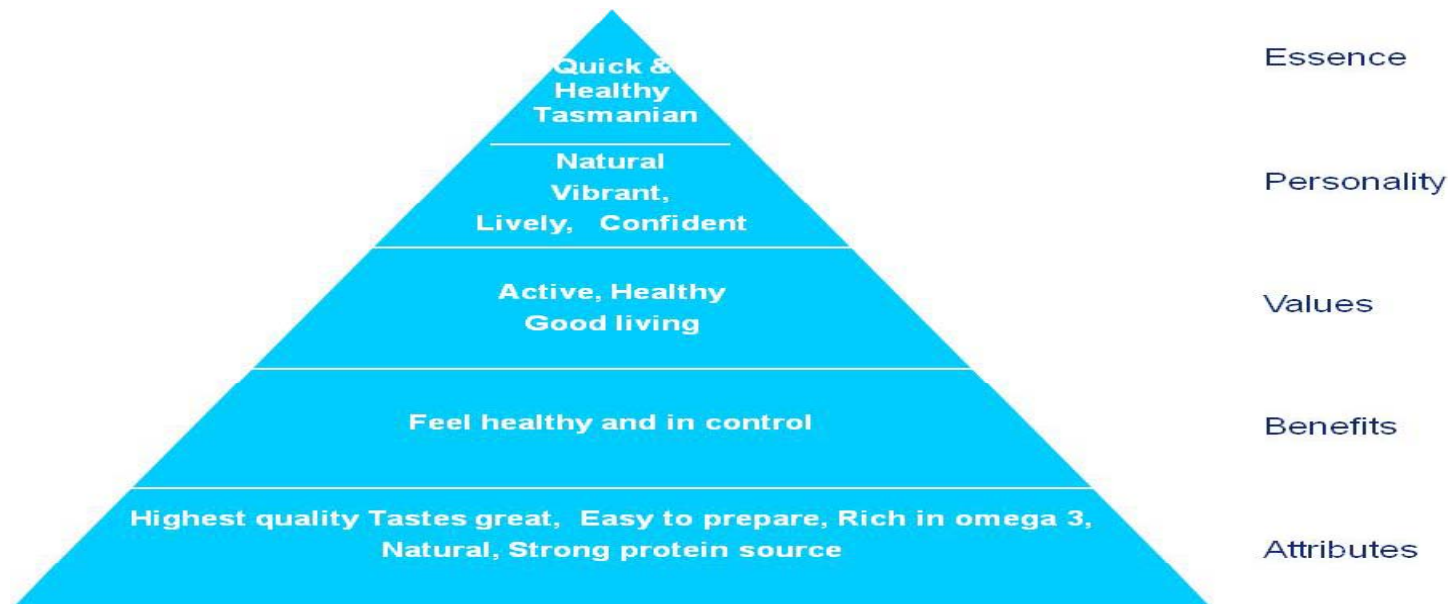 Quick &
Healthy
Tasmanian
Essence
Natural
Vibrant,
Lively, Confident
Personality
Active, Healthy
Good living
Values
Feel healthy and in control
Benefits
Highest quality Tastes great, Easy to prepare, Rich in omega 3,
Natural, Strong protein source
Attributes